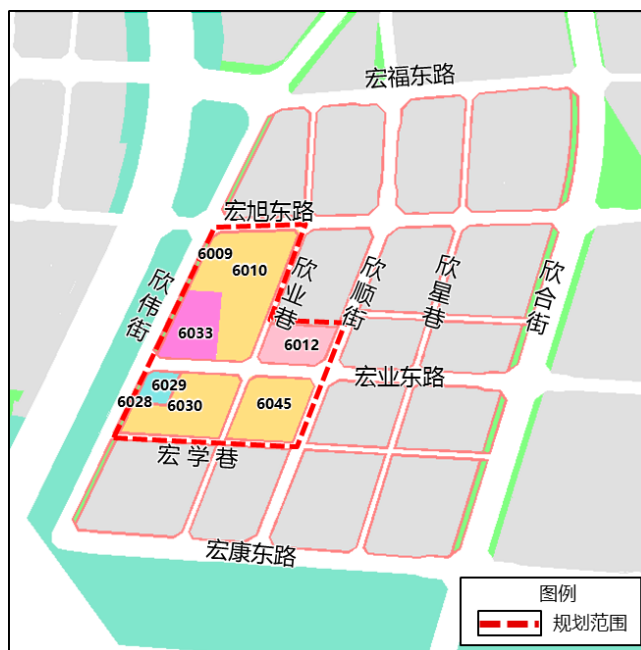 宏福东路
宏旭东路
6009
6010
欣伟街
欣业巷
欣顺街
欣星巷
欣合街
6033
6012
宏业东路
6029
6028
6030
6045
宏学巷
宏康东路
图例
规划范围